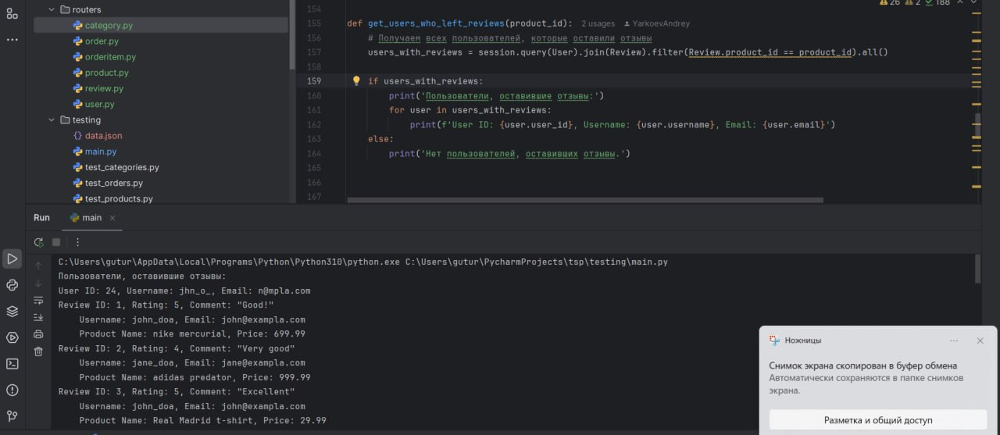 routers
category.py
order.py
orderitem.py
product.py
review.py
user.py
testing
data.json
main.py
test_categories.py
test_orders.py
test_products.py
26 2 188
154
155 def get_users_who_left_reviews(product_id): 2 usages YarkoevAndrey
156 # Получаем всех пользователей, которые оставили отзывы
157 users_with_reviews = session.query(User).join(Review).filter(Review.product_id == product_id).all()
158
159 if users_with_reviews:
160 print('Пользователи, оставившие отзывы:')
161 for user in users_with_reviews:
162 print(f'User ID: {user.user_id}, Username: {user.username}, Email: {user.email}')
163 else:
164 print('Нет пользователей, оставивших отзывы.')
165
166
167
Run main
C:\Users\gutur\AppData\Local\Programs\Python\Python310\python.exe C:\Users\gutur\PycharmProjects\tsp\testing\main.py
Пользователи, оставившие отзывы:
User ID: 24, Username: jhn_o_, Email: n@mpla.com
Review ID: 1, Rating: 5, Comment: "Good!"
Username: john_doa, Email: john@exampla.com
Product Name: nike mercurial, Price: 699.99
Review ID: 2, Rating: 4, Comment: "Very good"
Username: jane_doa, Email: jane@exampla.com
Product Name: adidas predator, Price: 999.99
Review ID: 3, Rating: 5, Comment: "Excellent"
Username: john_doa, Email: john@exampla.com
Product Name: Real Madrid t-shirt, Price: 29.99
Ножницы
Снимок экрана скопирован в буфер обмена
Автоматически сохраняются в папке снимков
экрана.
Разметка и общий доступ